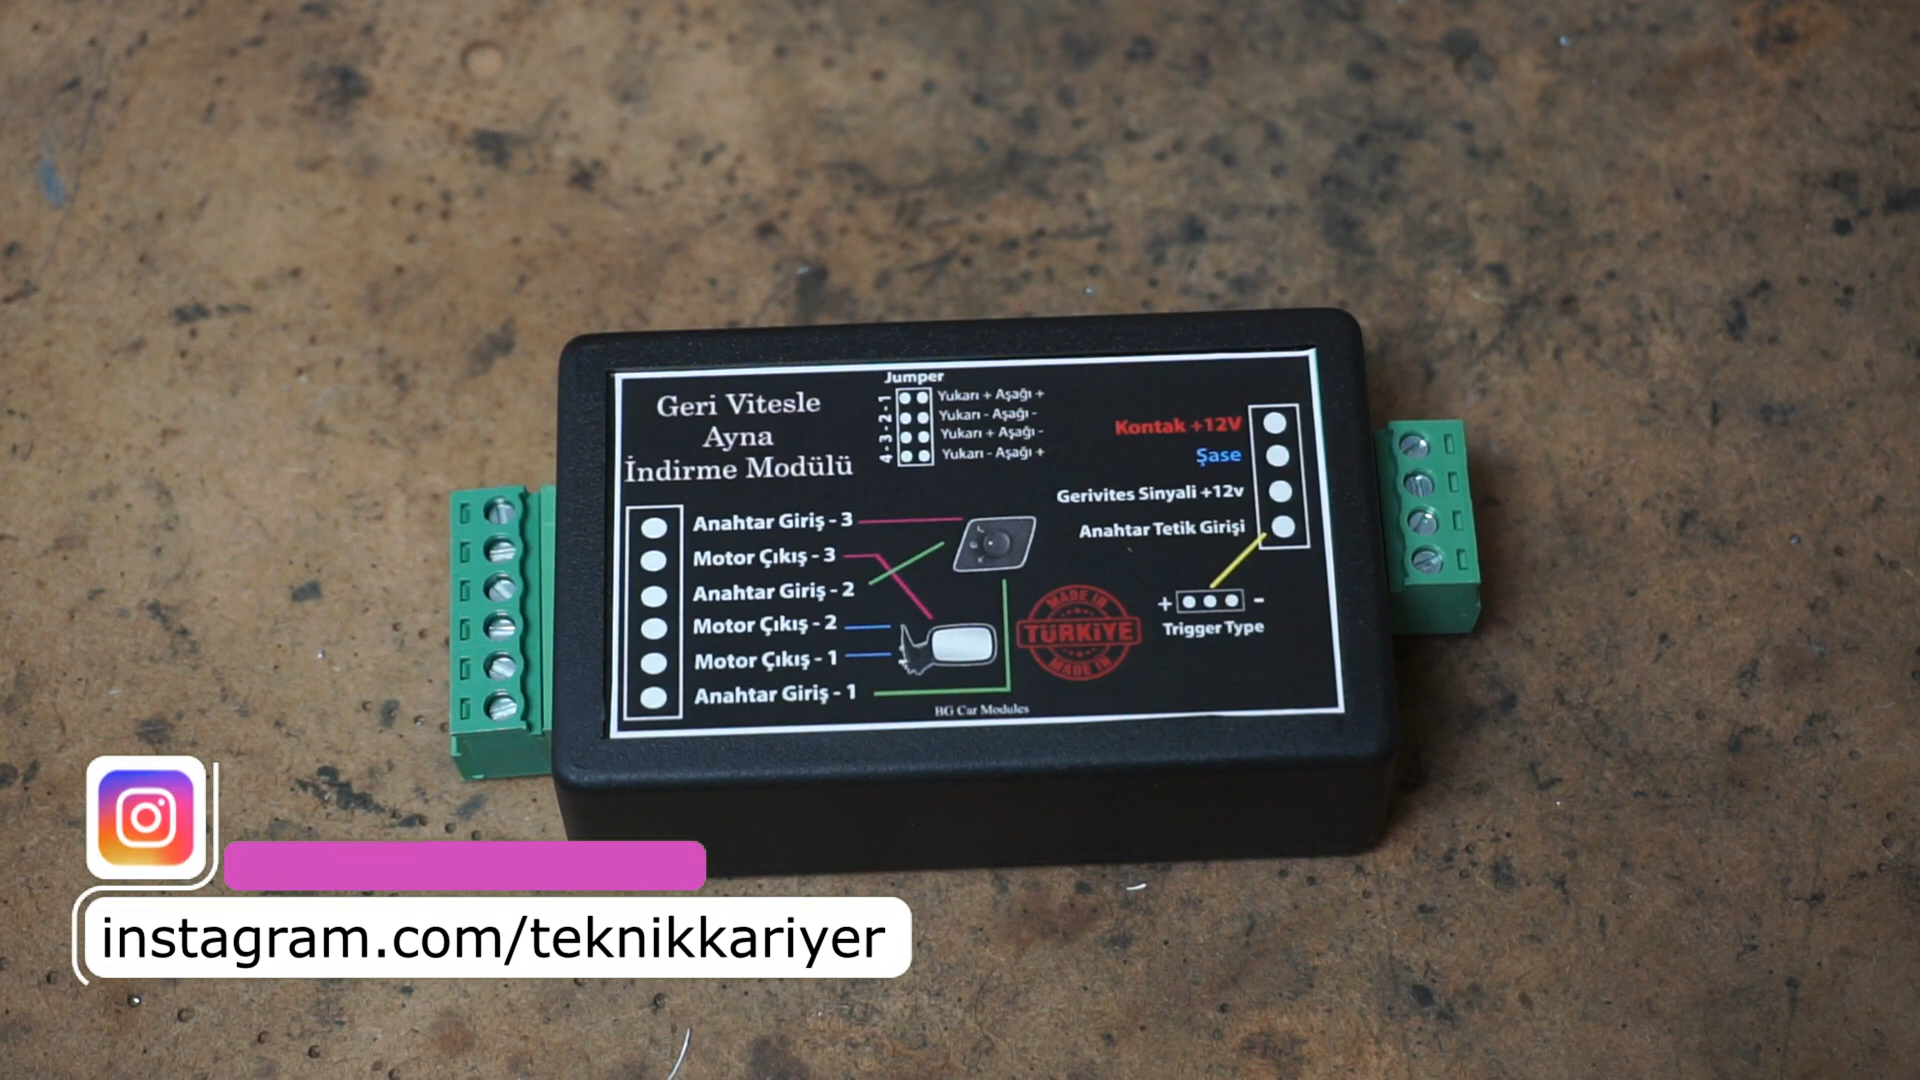 Geri Vitesle
Ayna
İndirme Modülü
Jumper
4-3-2-1
Yukarı + Aşağı +
Yukarı - Aşağı -
Yukarı + Aşağı -
Yukarı - Aşağı +
Kontak +12V
Şase
Gerivites Sinyali +12v
Anahtar Tetik Girişi
Anahtar Giriş - 3
Motor Çıkış - 3
Anahtar Giriş - 2
Motor Çıkış - 2
Motor Çıkış - 1
Anahtar Giriş - 1
MADE IN
TÜRKİYE
MADE IN
+ -
Trigger Type
BG Car Modules
instagram.com/teknikkariyer